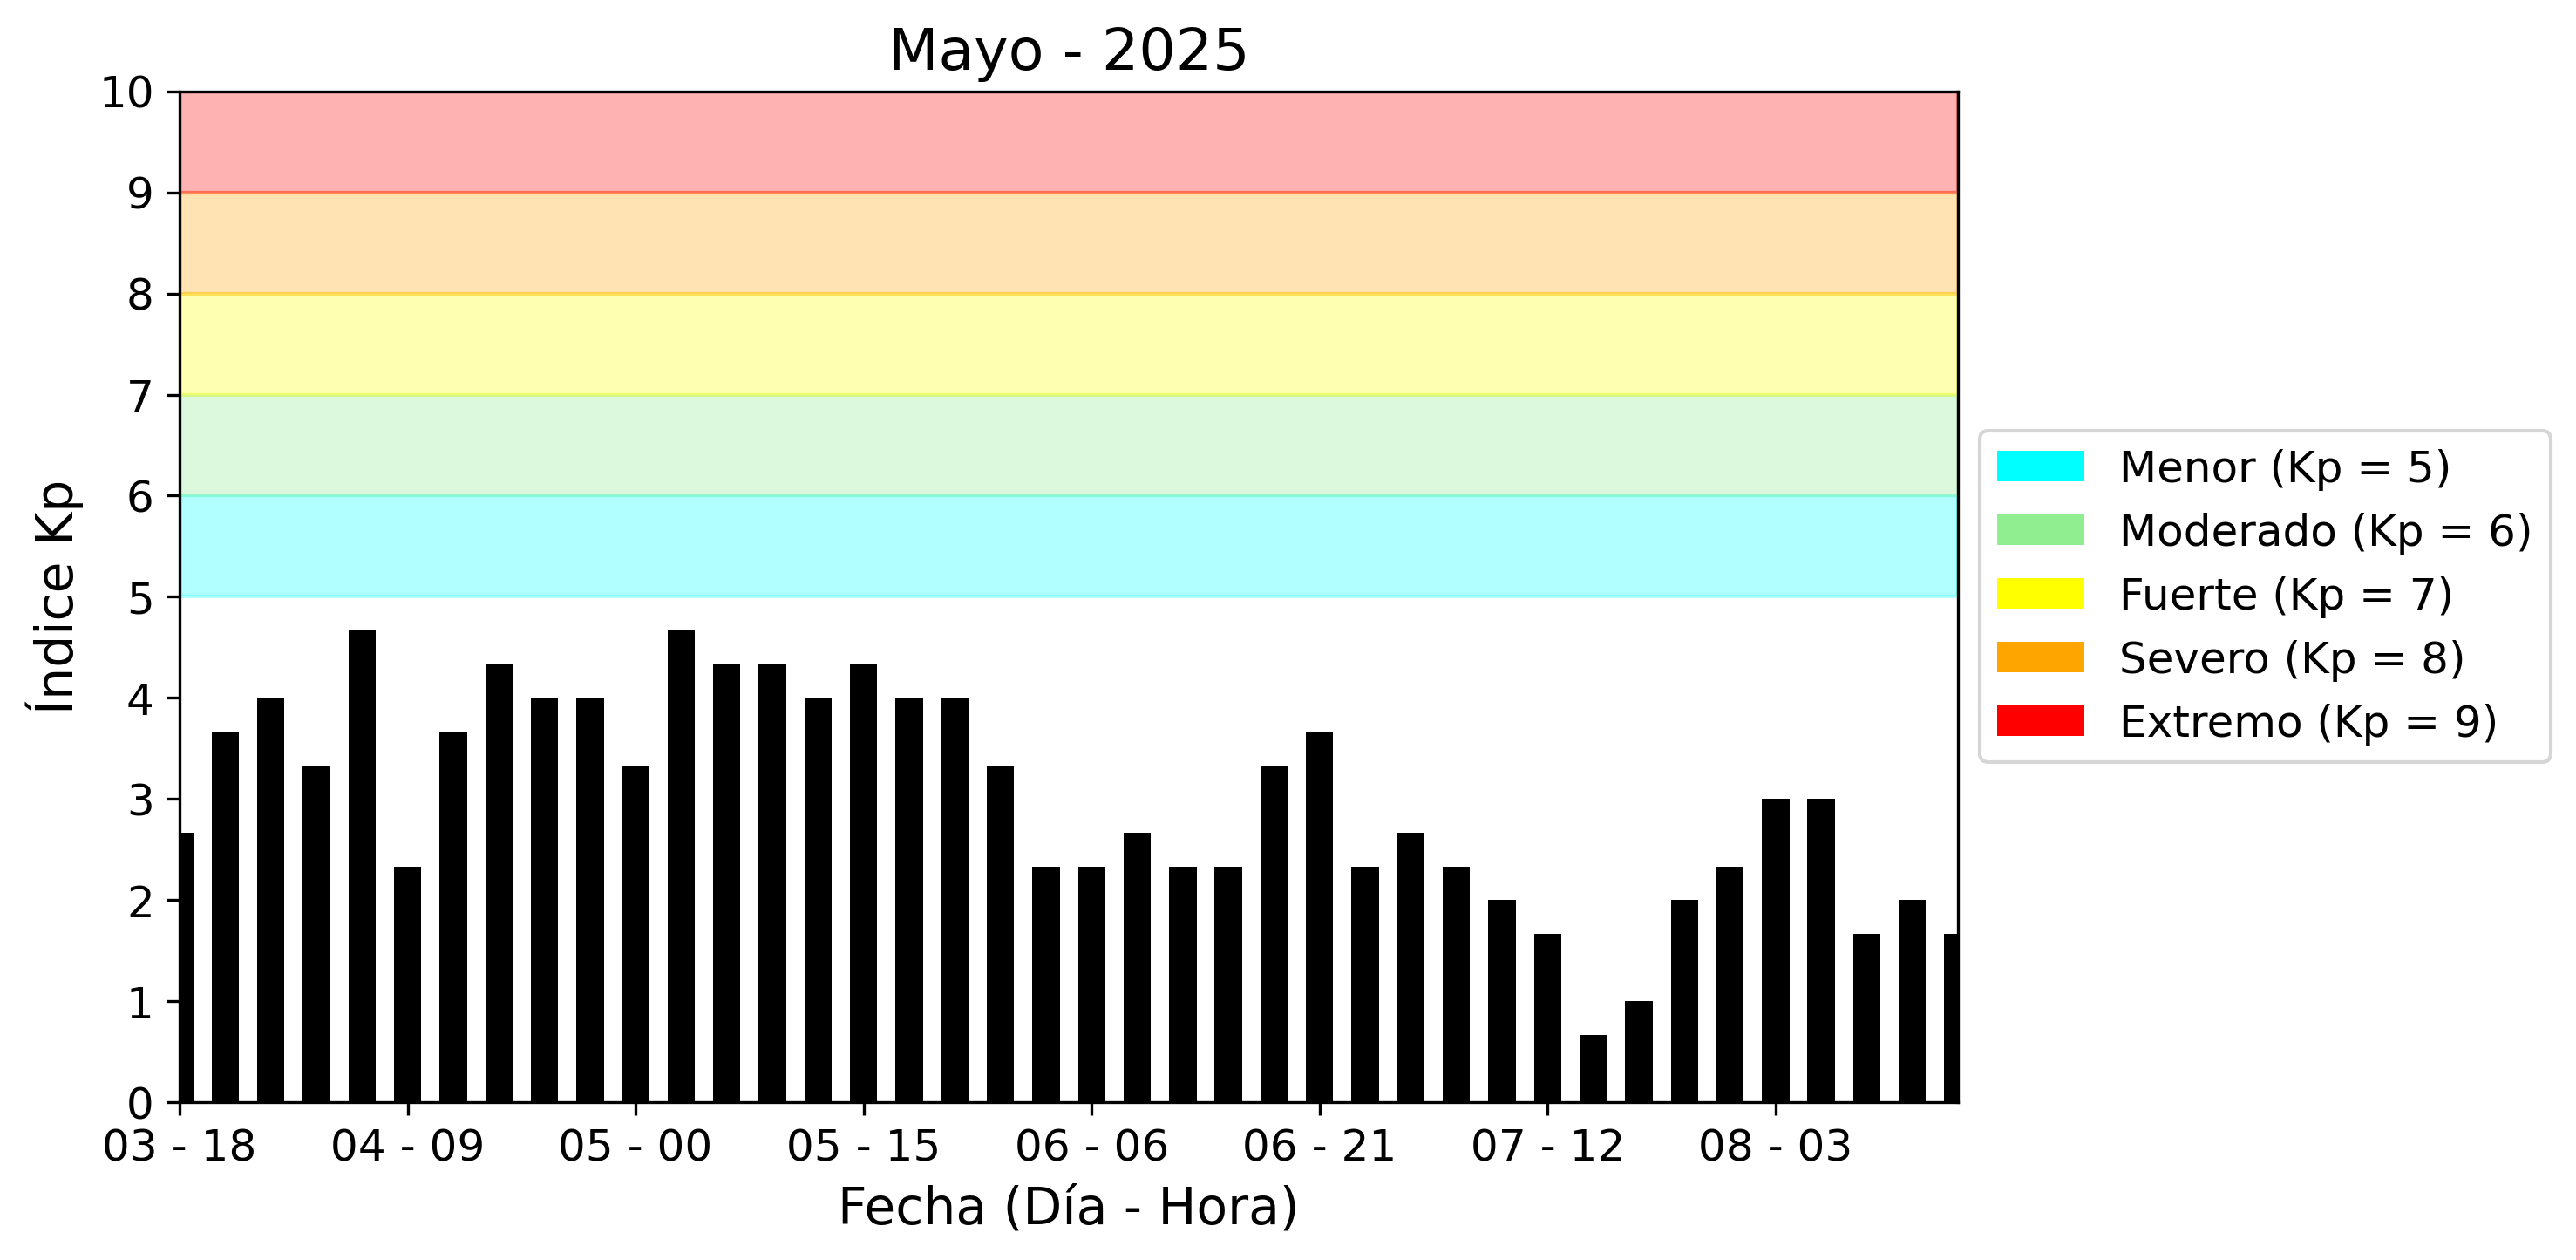 Mayo - 2025
10
9
8
7
6
5
4
3
2
1
0
Índice Kp
03 - 18
04 - 09
05 - 00
05 - 15
06 - 06
06 - 21
07 - 12
08 - 03
Fecha (Día - Hora)
Menor (Kp = 5)
Moderado (Kp = 6)
Fuerte (Kp = 7)
Severo (Kp = 8)
Extremo (Kp = 9)